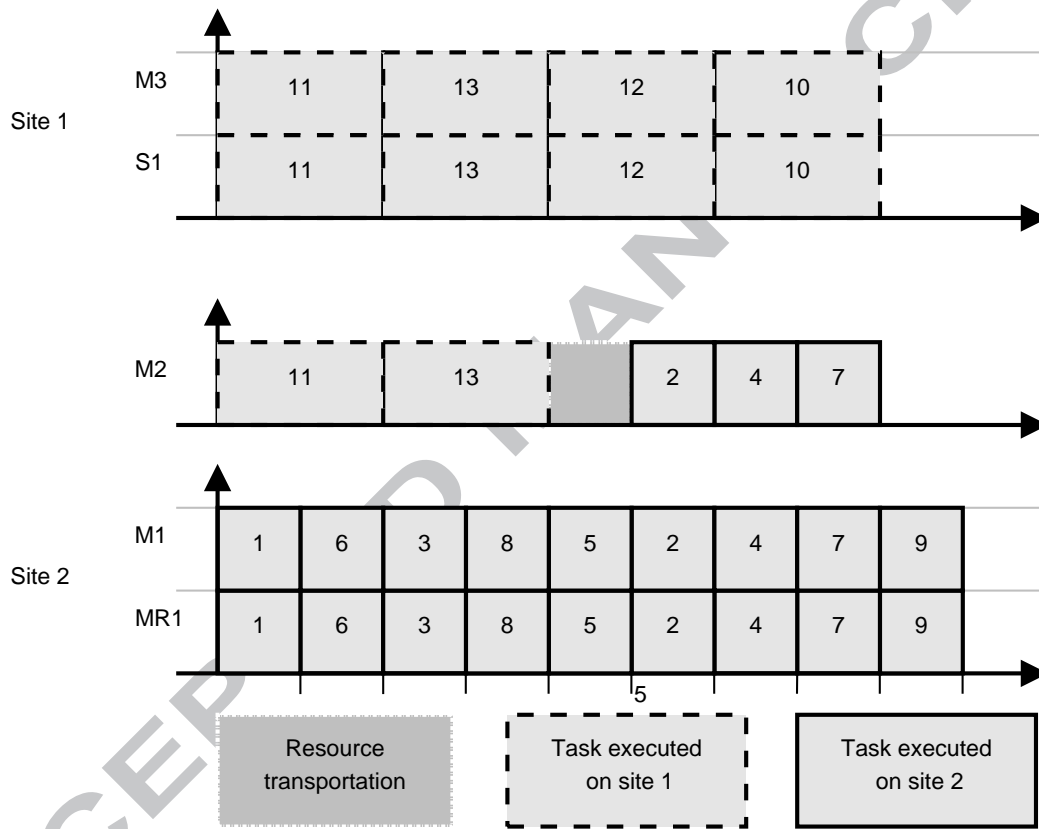 M3 11 13 12 10
Site 1
S1 11 13 12 10
M2 11 13 2 4 7
M1 1 6 3 8 5 2 4 7 9
Site 2
MR1 1 6 3 8 5 2 4 7 9
5
Resource
transportation
Task executed
on site 1
Task executed
on site 2